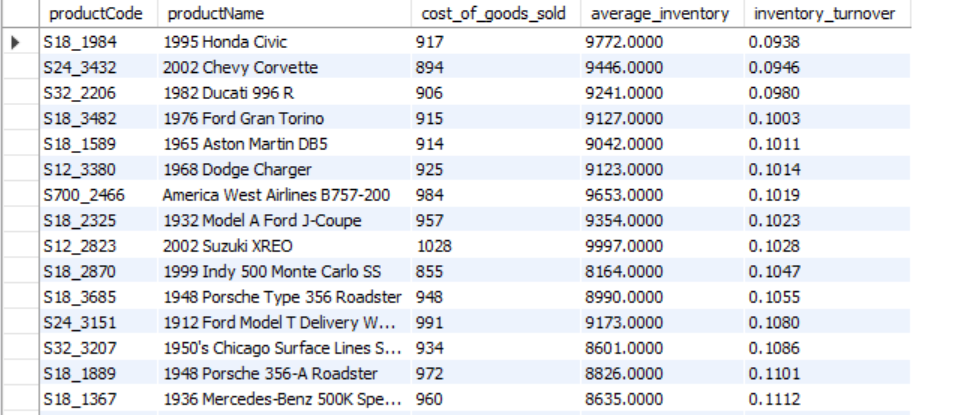 productCode productName cost_of_goods_sold average_inventory inventory_turnover
S18_1984 1995 Honda Civic 917 9772.0000 0.0938
S24_3432 2002 Chevy Corvette 894 9446.0000 0.0946
S32_2206 1982 Ducati 996 R 906 9241.0000 0.0980
S18_3482 1976 Ford Gran Torino 915 9127.0000 0.1003
S18_1589 1965 Aston Martin DB5 914 9042.0000 0.1011
S12_3380 1968 Dodge Charger 925 9123.0000 0.1014
S700_2466 America West Airlines B757-200 984 9653.0000 0.1019
S18_2325 1932 Model A Ford J-Coupe 957 9354.0000 0.1023
S12_2823 2002 Suzuki XREO 1028 9997.0000 0.1028
S18_2870 1999 Indy 500 Monte Carlo SS 855 8164.0000 0.1047
S18_3685 1948 Porsche Type 356 Roadster 948 8990.0000 0.1055
S24_3151 1912 Ford Model T Delivery W... 991 9173.0000 0.1080
S32_3207 1950's Chicago Surface Lines S... 934 8601.0000 0.1086
S18_1889 1948 Porsche 356-A Roadster 972 8826.0000 0.1101
S18_1367 1936 Mercedes-Benz 500K Spe... 960 8635.0000 0.1112